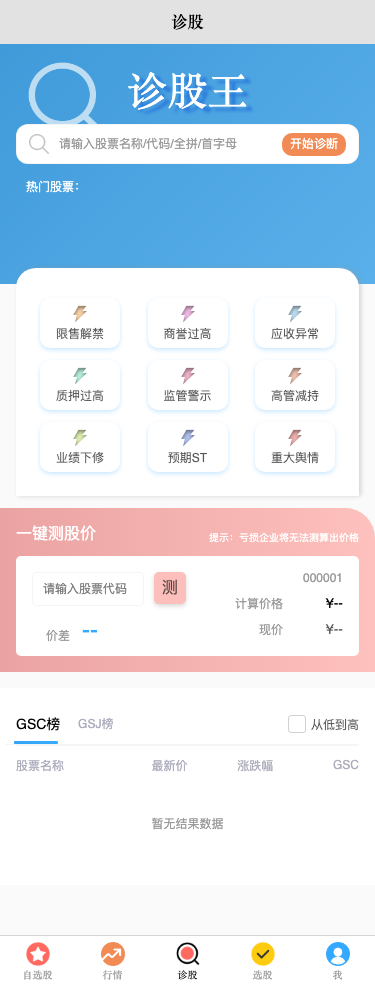 诊股
诊股王
请输入股票名称/代码/全拼/首字母 开始诊断
热门股票:
限售解禁 商誉过高 应收异常
质押过高 监管警示 高管减持
业绩下修 预期ST 重大舆情
一键测股价 提示：亏损企业将无法测算出价格
请输入股票代码 测 000001
计算价格 ¥--
价差 -- 现价 ¥--
GSC榜 GSJ榜 从低到高
股票名称 最新价 涨跌幅 GSC
暂无结果数据
自选股 行情 诊股 选股 我